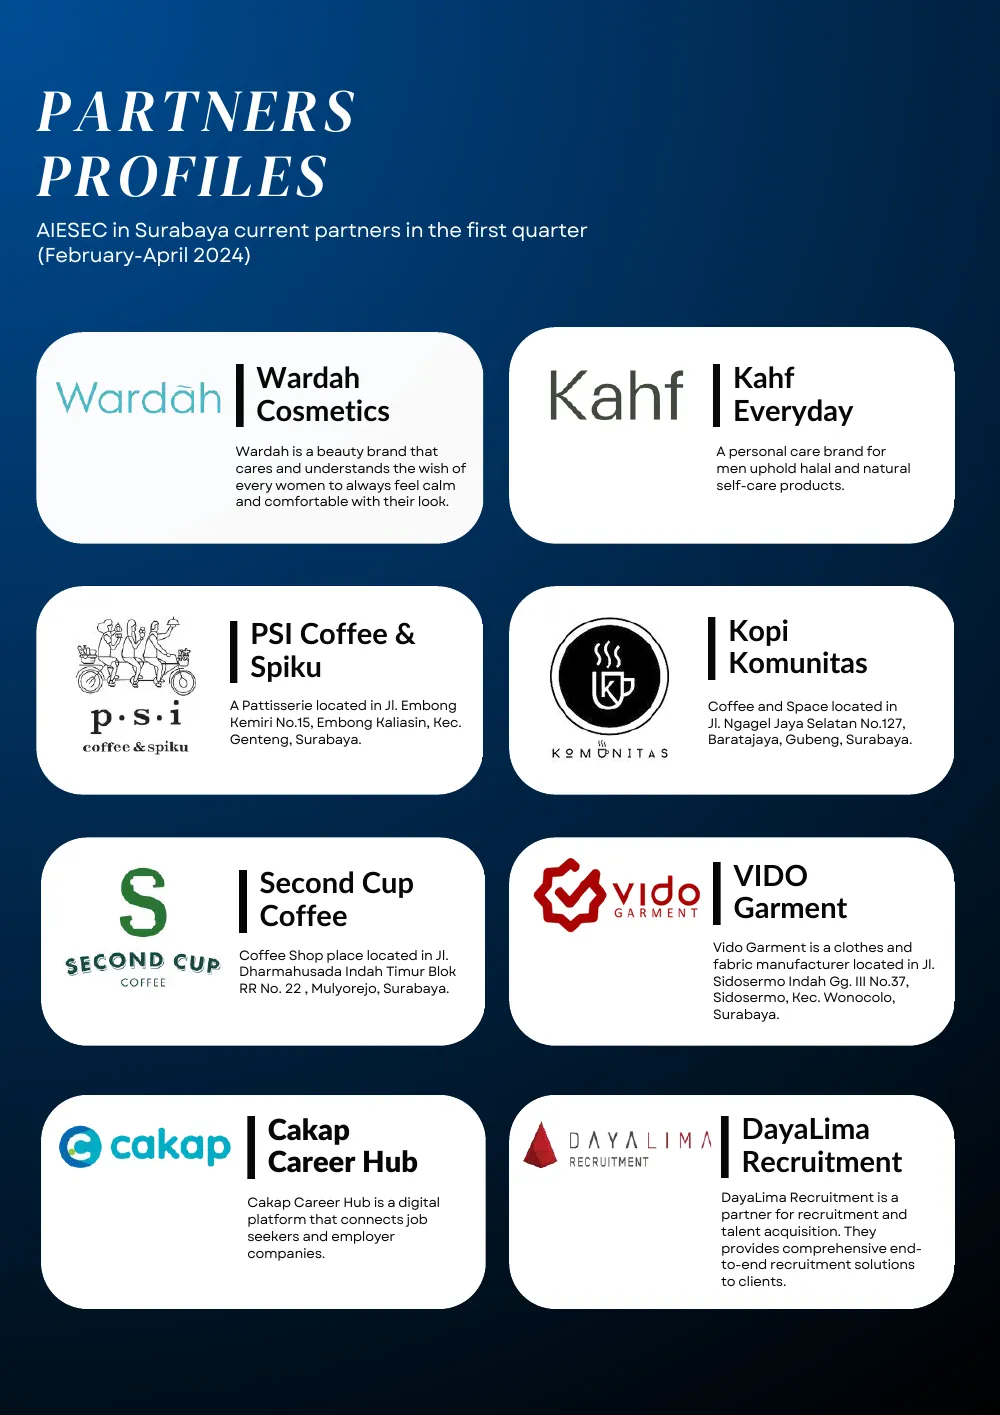 PARTNERS
PROFILES
AIESEC in Surabaya current partners in the first quarter
(February-April 2024)
Wardah
Wardah
Cosmetics
Wardah is a beauty brand that
cares and understands the wish of
every women to always feel calm
and comfortable with their look.
Kahf
Kahf
Everyday
A personal care brand for
men uphold halal and natural
self-care products.
p·s·i
coffee & spiku
PSI Coffee &
Spiku
A Pattisserie located in Jl. Embong
Kemiri No.15, Embong Kaliasin, Kec.
Genteng, Surabaya.
K
KOMUNITAS
Kopi
Komunitas
Coffee and Space located in
Jl. Ngagel Jaya Selatan No.127,
Baratajaya, Gubeng, Surabaya.
S
SECOND CUP
COFFEE
Second Cup
Coffee
Coffee Shop place located in Jl.
Dharmahusada Indah Timur Blok
RR No. 22 , Mulyorejo, Surabaya.
vido
GARMENT
VIDO
Garment
Vido Garment is a clothes and
fabric manufacturer located in Jl.
Sidosermo Indah Gg. III No.37,
Sidosermo, Kec. Wonocolo,
Surabaya.
cakap
Cakap
Career Hub
Cakap Career Hub is a digital
platform that connects job
seekers and employer
companies.
DAYALIMA
RECRUITMENT
DayaLima
Recruitment
DayaLima Recruitment is a
partner for recruitment and
talent acquisition. They
provides comprehensive end-
to-end recruitment solutions
to clients.